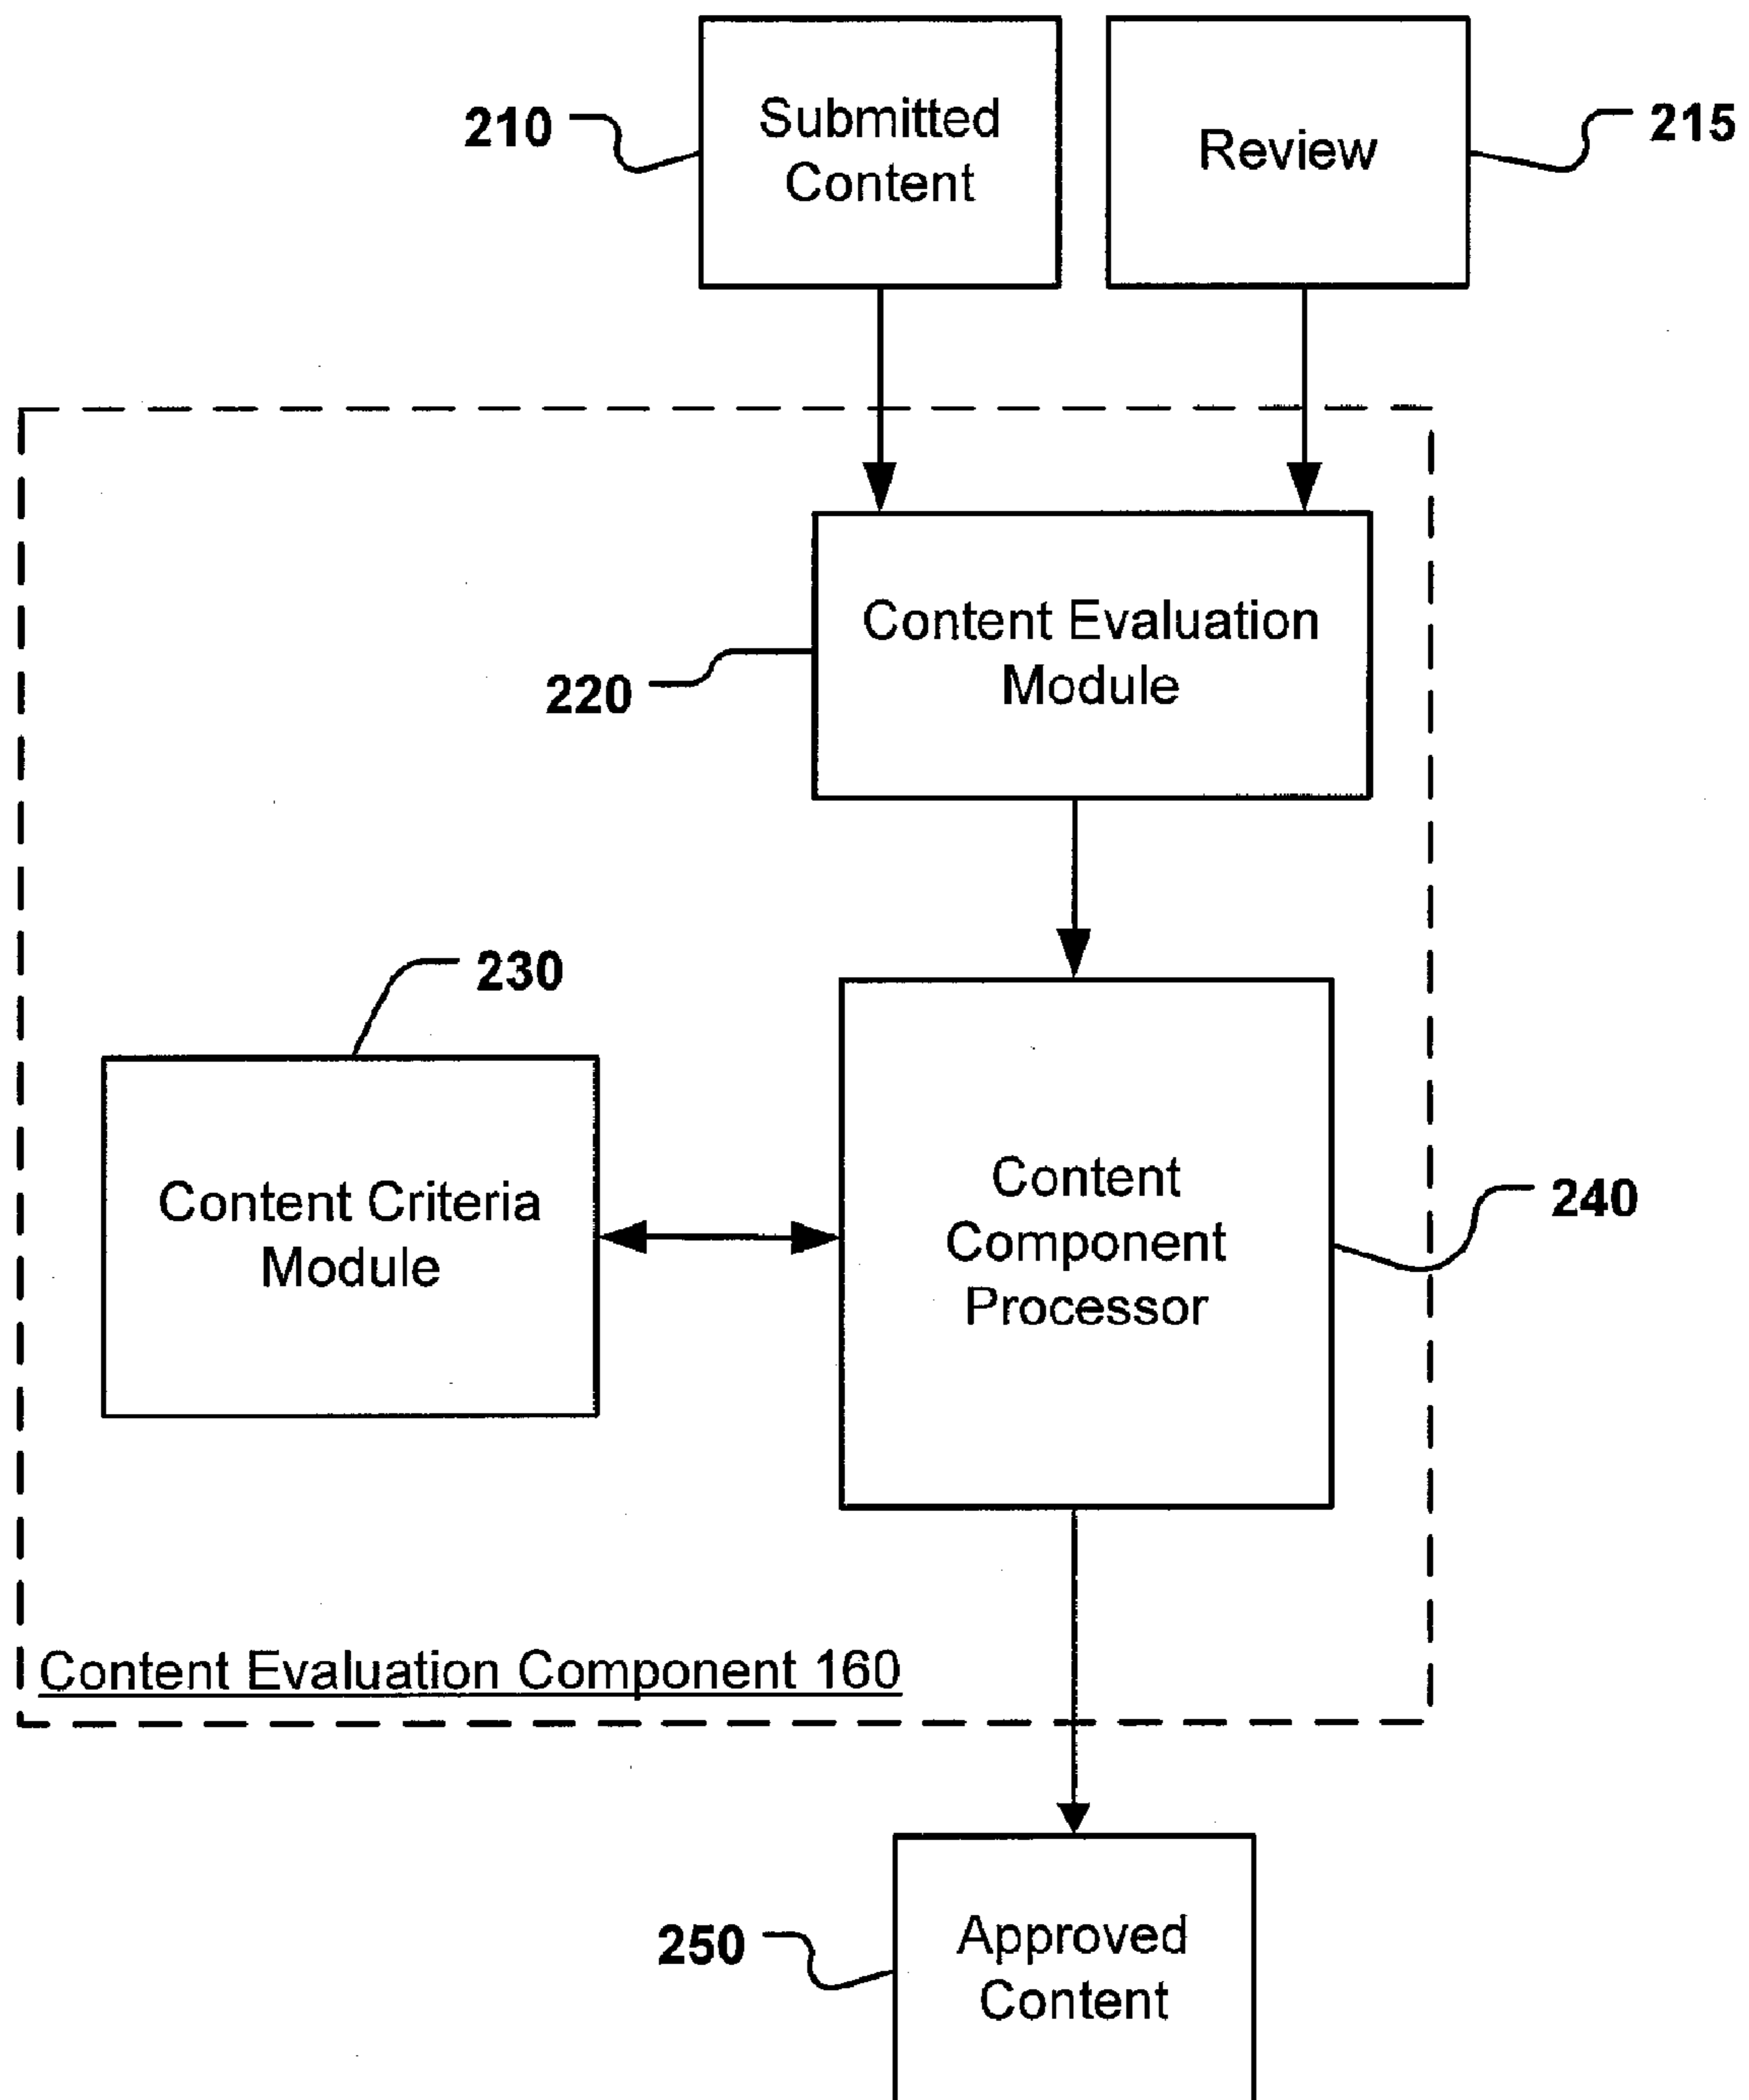 210
Submitted
Content
Review
215
Content Evaluation
Module
220
230
Content Criteria
Module
Content
Component
Processor
240
Content Evaluation Component 160
250
Approved
Content